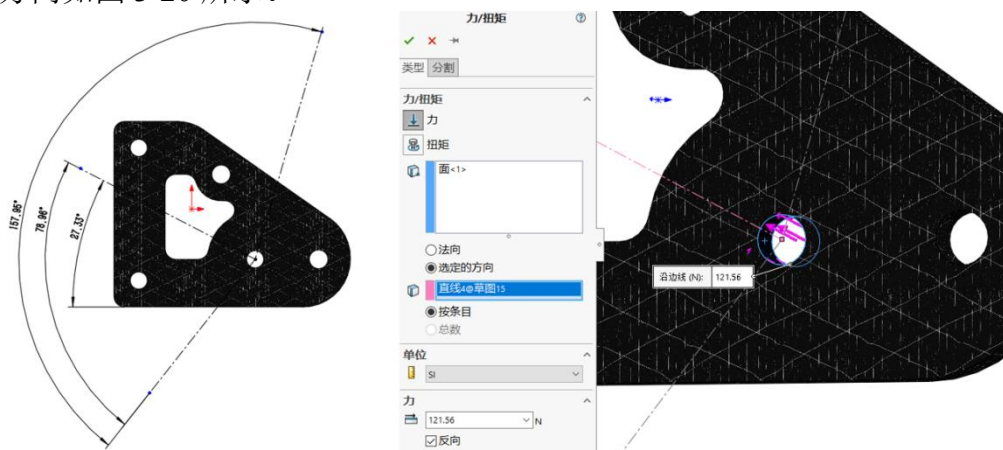 157.95°
78.98°
27.33°
力/扭矩
类型 分割
力/扭矩
力
扭矩
面<1>
法向
选定的方向
直线4@草图15
按条目
总数
单位
SI
力
121.56 N
反向
沿边线 (N): 121.56